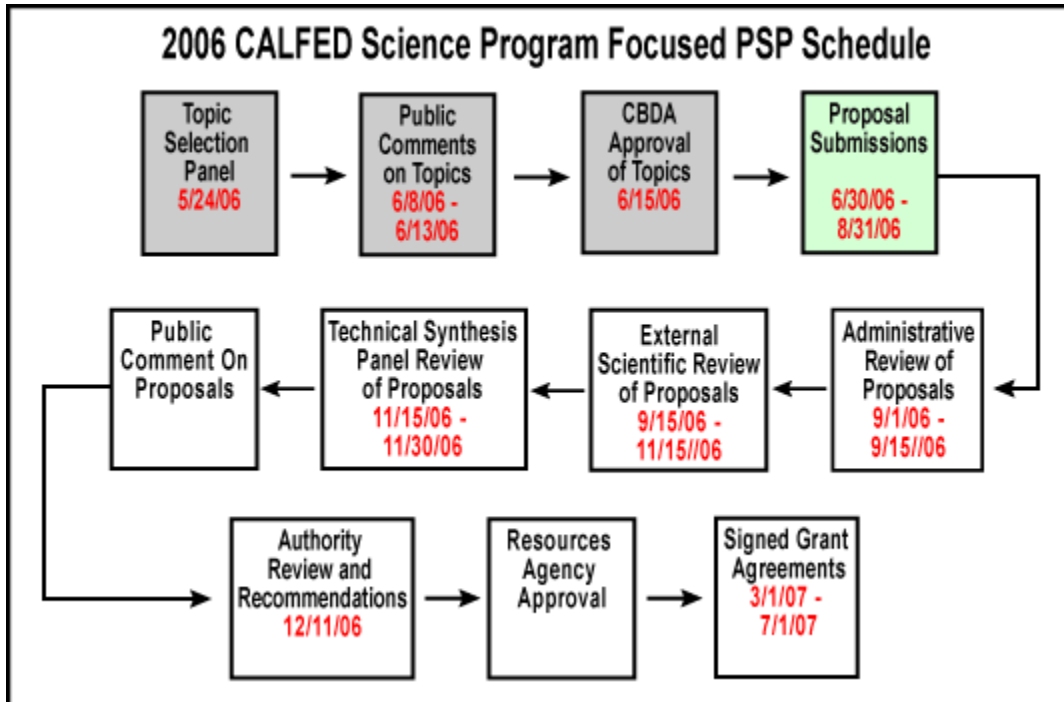 2006 CALFED Science Program Focused PSP Schedule
Topic
Selection
Panel
5/24/06
Public
Comments
on Topics
6/8/06 -
6/13/06
CBDA
Approval
of Topics
6/15/06
Proposal
Submissions
6/30/06 -
8/31/06
Administrative
Review of
Proposals
9/1/06 -
9/15//06
External
Scientific Review
of Proposals
9/15/06 -
11/15//06
Technical Synthesis
Panel Review
of Proposals
11/15/06 -
11/30/06
Public
Comment On
Proposals
Authority
Review and
Recommendations
12/11/06
Resources
Agency
Approval
Signed Grant
Agreements
3/1/07 -
7/1/07